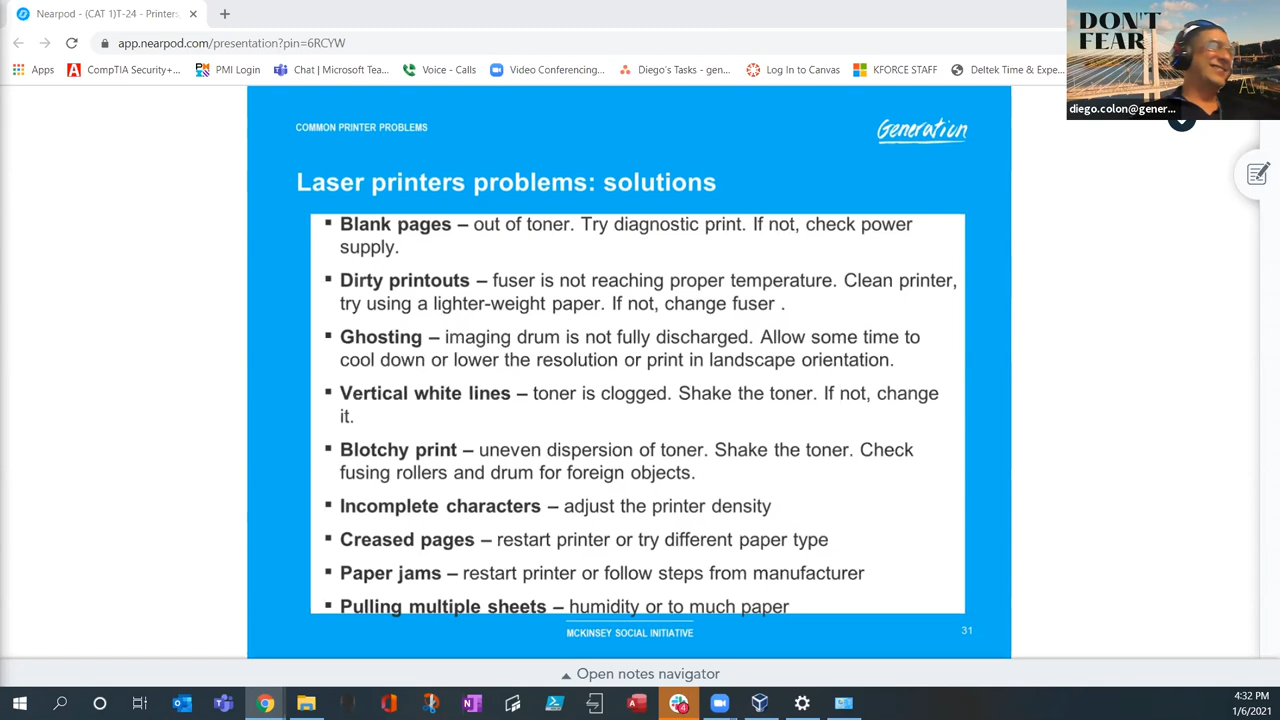 Nearpod - (CAT 1)T-24 - Printer
app.nearpod.com/presentation?pin=6RCYW
Apps
CompTIA Security+...
PMI Login
Chat | Microsoft Tea...
Voice - Calls
Video Conferencing...
Diego's Tasks - gen...
Log In to Canvas
KFORCE STAFF
Deltek Time & Expe...
DON'T
FEAR
diego.colon@gener...
COMMON PRINTER PROBLEMS
Generation
Laser printers problems: solutions
▪ Blank pages – out of toner. Try diagnostic print. If not, check power
supply.
▪ Dirty printouts – fuser is not reaching proper temperature. Clean printer,
try using a lighter-weight paper. If not, change fuser .
▪ Ghosting – imaging drum is not fully discharged. Allow some time to
cool down or lower the resolution or print in landscape orientation.
▪ Vertical white lines – toner is clogged. Shake the toner. If not, change
it.
▪ Blotchy print – uneven dispersion of toner. Shake the toner. Check
fusing rollers and drum for foreign objects.
▪ Incomplete characters – adjust the printer density
▪ Creased pages – restart printer or try different paper type
▪ Paper jams – restart printer or follow steps from manufacturer
▪ Pulling multiple sheets – humidity or to much paper
MCKINSEY SOCIAL INITIATIVE
31
Open notes navigator
4:32 PM
1/6/2021